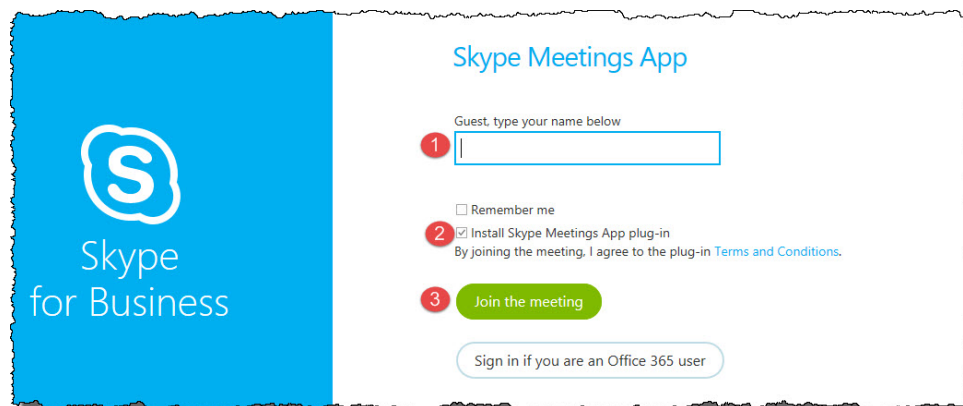 Skype Meetings App
Guest, type your name below
1
Remember me
2 Install Skype Meetings App plug-in
By joining the meeting, I agree to the plug-in Terms and Conditions.
3 Join the meeting
Sign in if you are an Office 365 user
S
Skype
for Business